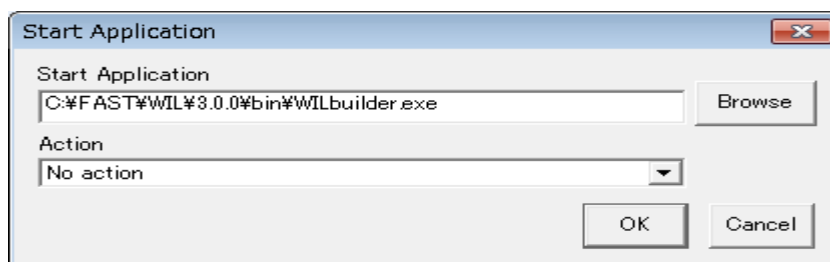 Start Application
Start Application
C:¥FAST¥WIL¥3.0.0¥bin¥WILbuilder.exe
Browse
Action
No action
OK
Cancel